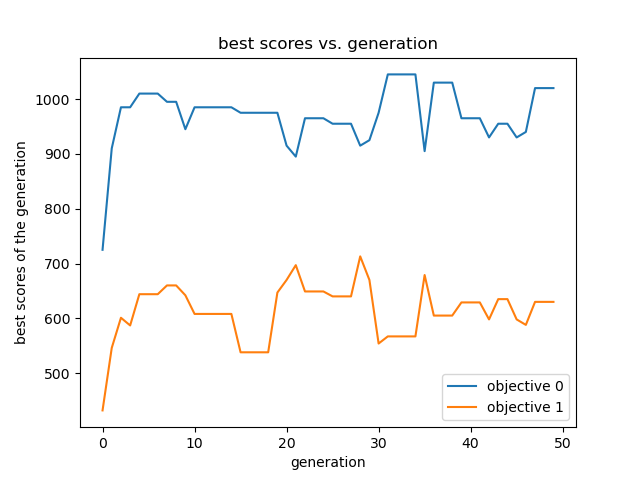 best scores vs. generation
best scores of the generation
1000
900
800
700
600
500
0 10 20 30 40 50
generation
objective 0
objective 1